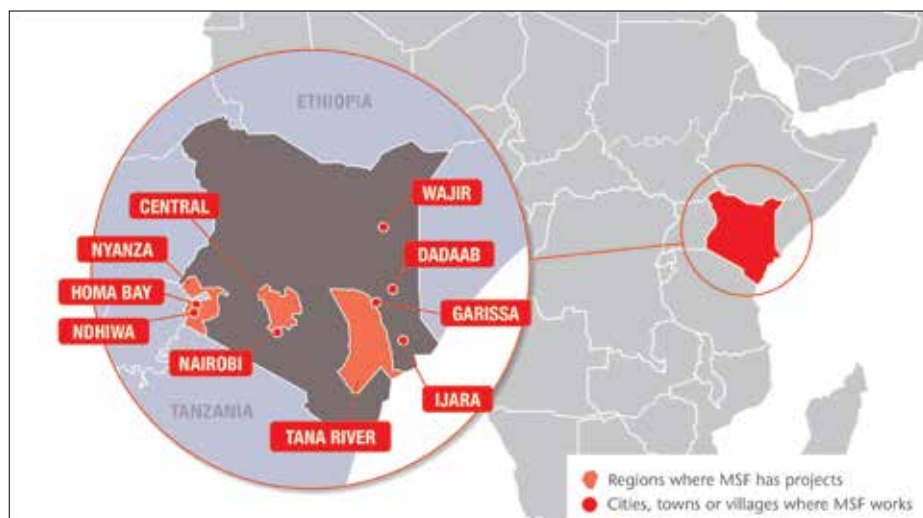 ETHIOPIA
WAJIR
CENTRAL
NYANZA
DADAAB
HOMA BAY
GARISSA
NDHIWA
NAIROBI
IJARA
TANZANIA
TANA RIVER
Regions where MSF has projects
Cities, towns or villages where MSF works